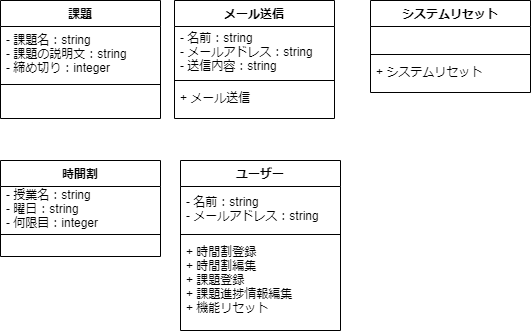 課題
- 課題名：string
- 課題の説明文：string
- 締め切り：integer
メール送信
- 名前：string
- メールアドレス：string
- 送信内容：string
+ メール送信
システムリセット
+ システムリセット
時間割
- 授業名：string
- 曜日：string
- 何限目：integer
ユーザー
- 名前：string
- メールアドレス：string
+ 時間割登録
+ 時間割編集
+ 課題登録
+ 課題進捗情報編集
+ 機能リセット